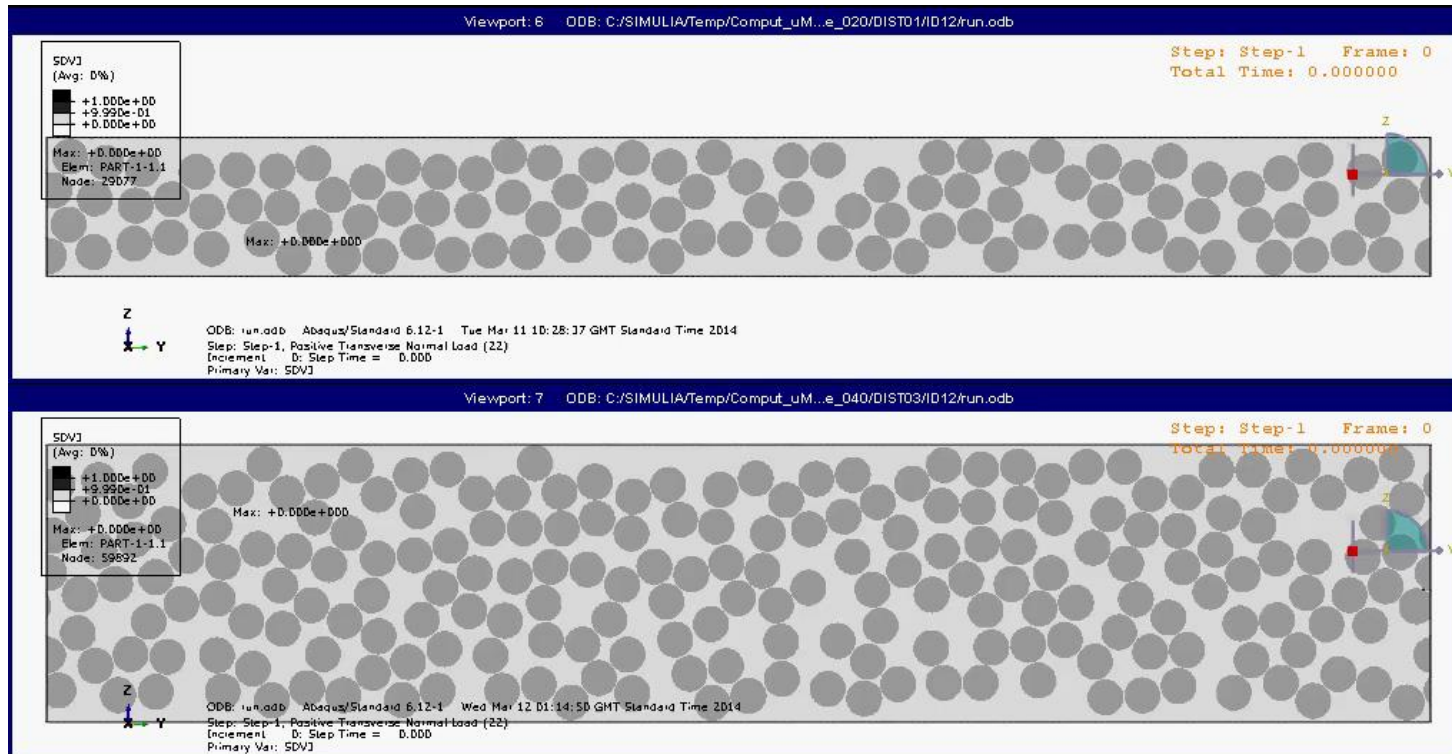 Viewport: 6 ODB: C:/SIMULIA/Temp/Comput_uM...e_020/DIST01/ID12/run.odb
Step: Step-1 Frame: 0
Total Time: 0.000000
SDV3
(Avg: 0%)
+1.000e+00
+9.990e-01
+0.000e+00
Max: +0.000e+00
Elem: PART-1-1.1
Node: 29077
Z
Y
Max: +0.000e+000
Z
X Y
ODB: run.odb Abaqus/Standard 6.12-1 Tue Mar 11 10:28:37 GMT Standard Time 2014
Step: Step-1, Positive Transverse Normal Load (22)
Increment 0: Step Time = 0.000
Primary Var: SDV3
Viewport: 7 ODB: C:/SIMULIA/Temp/Comput_uM...e_040/DIST03/ID12/run.odb
Step: Step-1 Frame: 0
Total Time: 0.000000
SDV3
(Avg: 0%)
+1.000e+00
+9.990e-01
+0.000e+00
Max: +0.000e+00
Elem: PART-1-1.1
Node: 59892
Max: +0.000e+000
Z
Y
Z
X Y
ODB: run.odb Abaqus/Standard 6.12-1 Wed Mar 12 01:14:50 GMT Standard Time 2014
Step: Step-1, Positive Transverse Normal Load (22)
Increment 0: Step Time = 0.000
Primary Var: SDV3